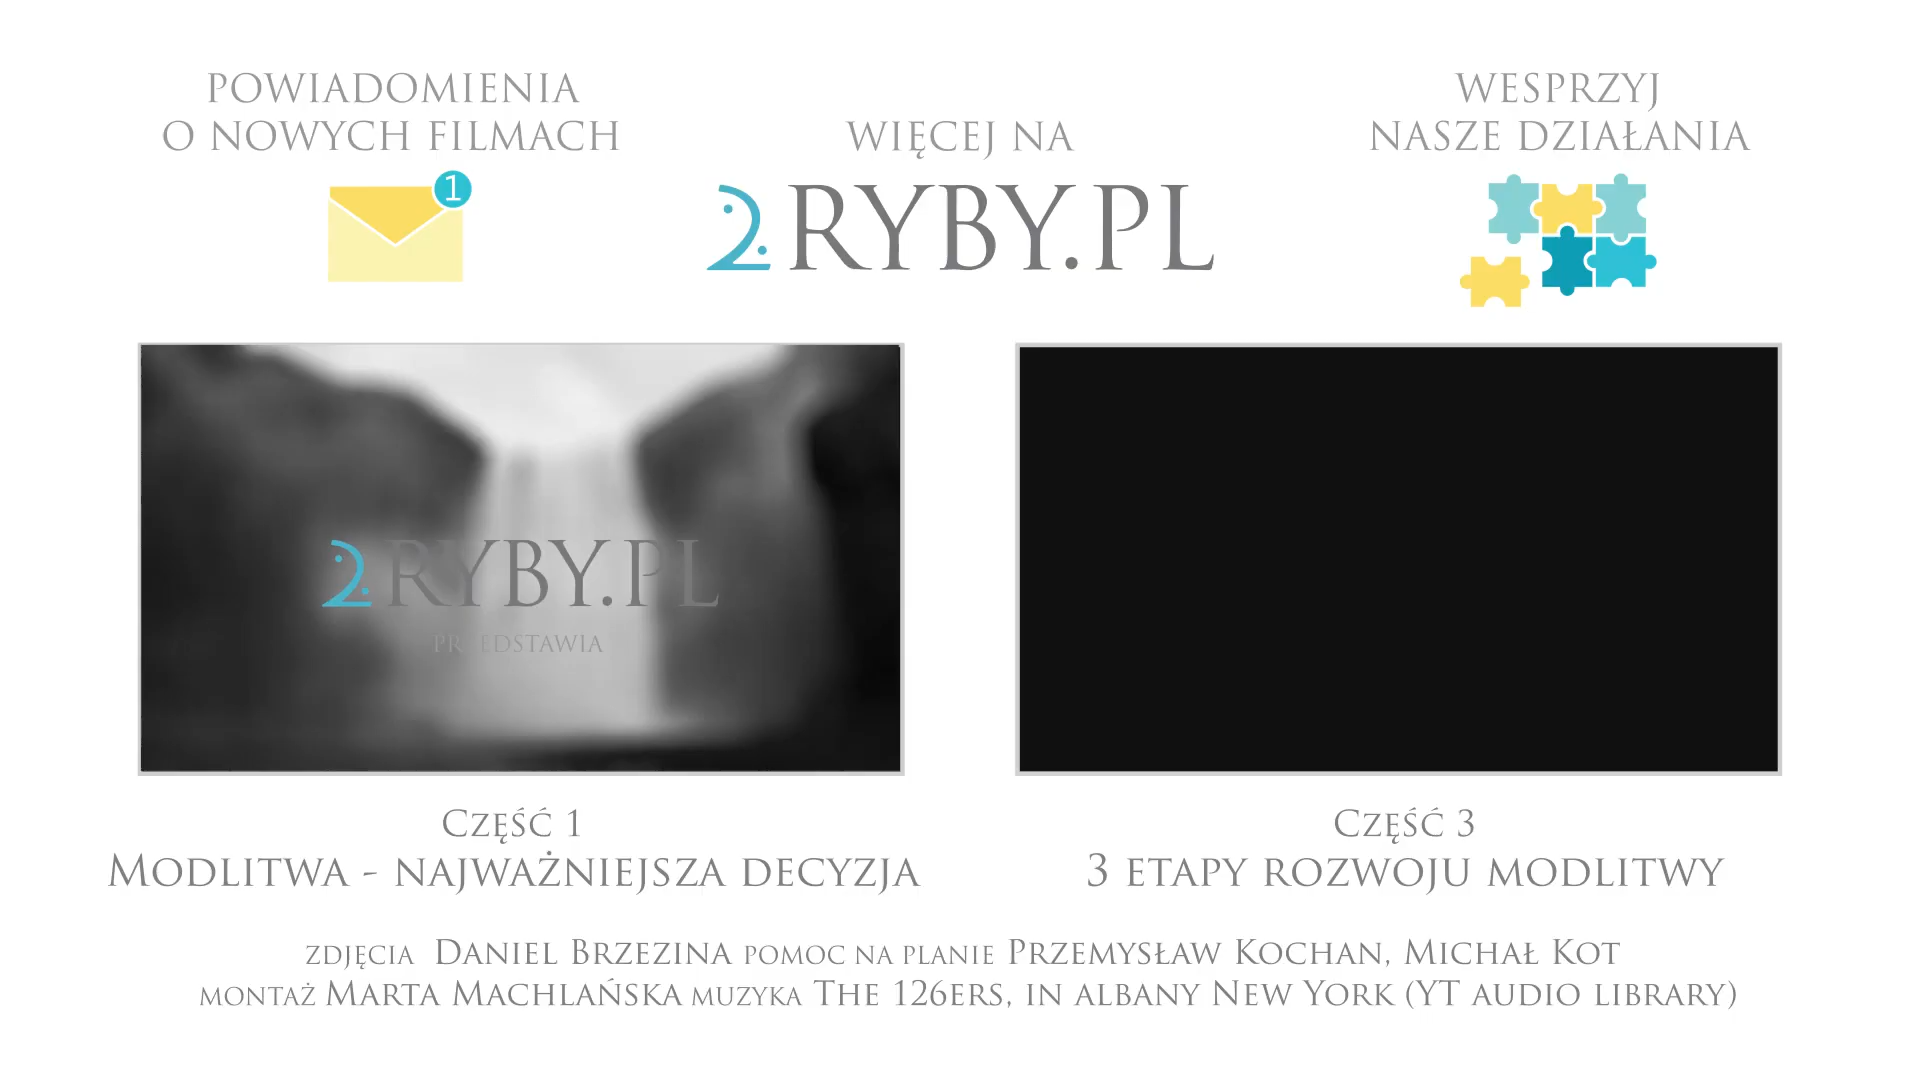 POWIADOMIENIA
O NOWYCH FILMACH
1
WIĘCEJ NA
2RYBY.PL
WESPRZYJ
NASZE DZIAŁANIA
2RYBY.PL
PRZEDSTAWIA
Część 1
Modlitwa - najważniejsza decyzja
Część 3
3 etapy rozwoju modlitwy
zdjęcia Daniel Brzezina pomoc na planie Przemysław Kochan, Michał Kot
montaż Marta Machlańska muzyka The 126ers, in albany New York (YT audio library)